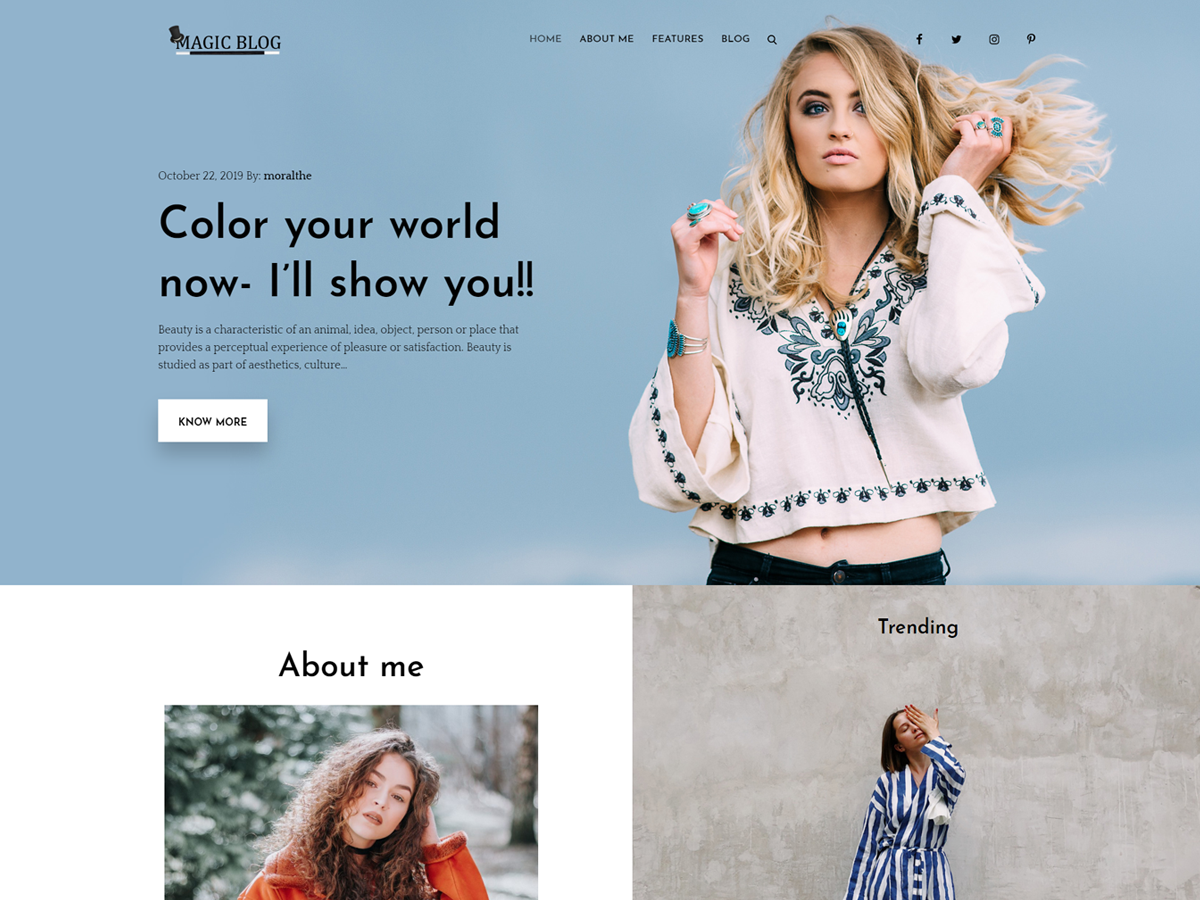 MAGIC BLOG
HOME ABOUT ME FEATURES BLOG
October 22, 2019 By: moralthe
Color your world
now- I’ll show you!!
Beauty is a characteristic of an animal, idea, object, person or place that
provides a perceptual experience of pleasure or satisfaction. Beauty is
studied as part of aesthetics, culture...
KNOW MORE
About me
Trending